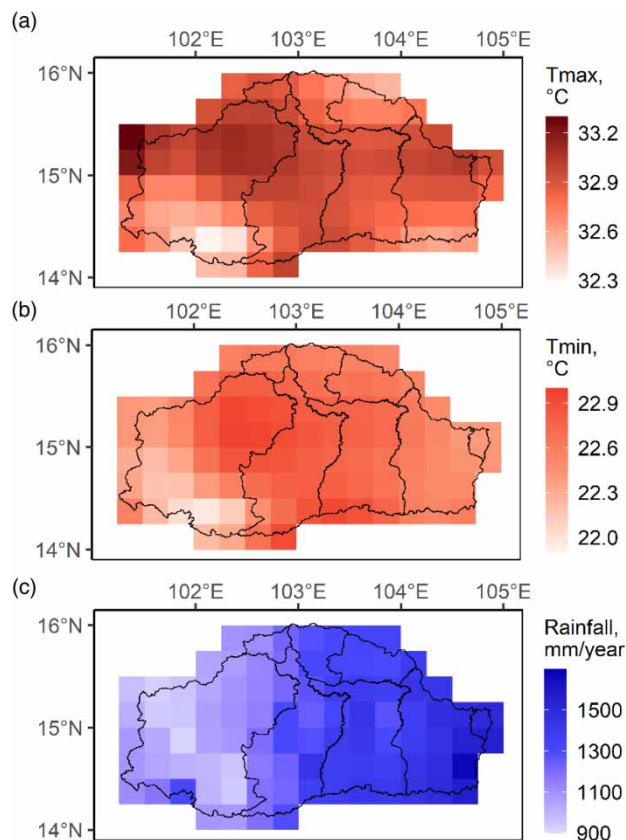 (a)
102°E 103°E 104°E 105°E
16°N
15°N
14°N
Tmax,
°C
33.2
32.9
32.6
32.3
(b)
102°E 103°E 104°E 105°E
16°N
15°N
14°N
Tmin,
°C
22.9
22.6
22.3
22.0
(c)
102°E 103°E 104°E 105°E
16°N
15°N
14°N
Rainfall,
mm/year
1500
1300
1100
900